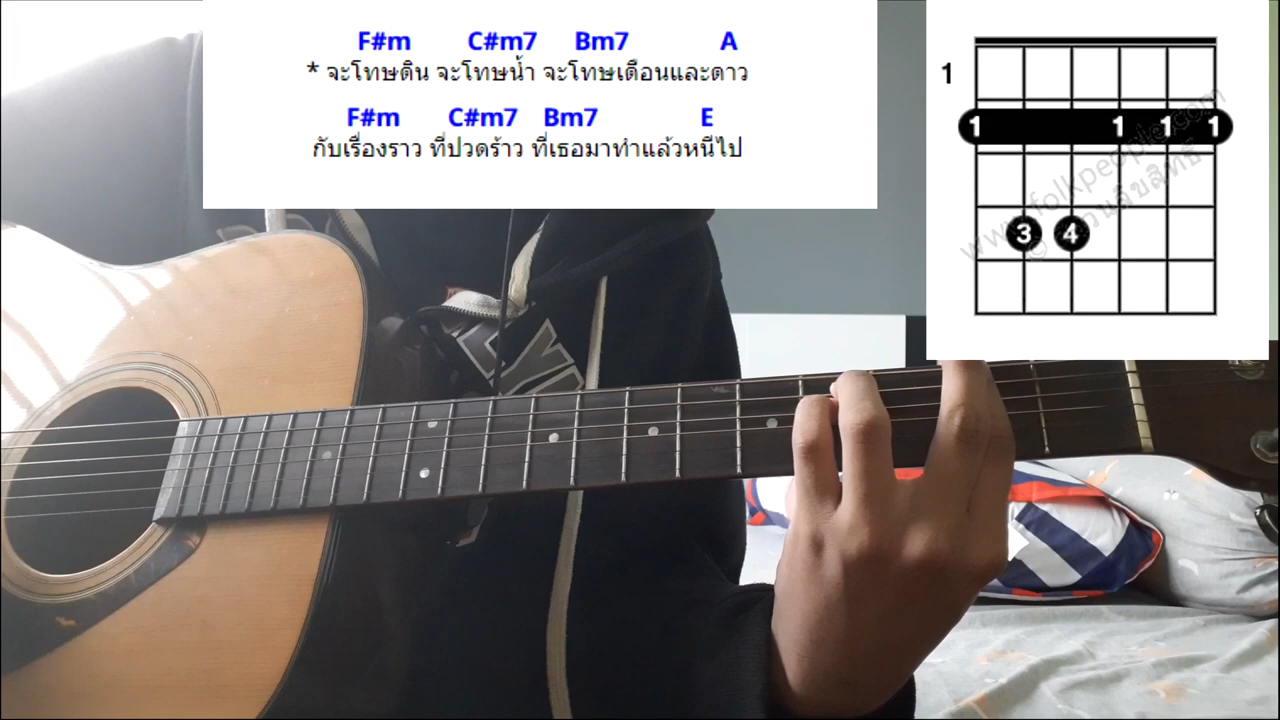 F#m C#m7 Bm7 A
* จะโทษดิน จะโทษน้ำ จะโทษเดือนและดาว
F#m C#m7 Bm7 E
กับเรื่องราว ที่ปวดร้าว ที่เธอมาทำแล้วหนีไป
1
1 1 1 1
3 4
www.folkpeople.com